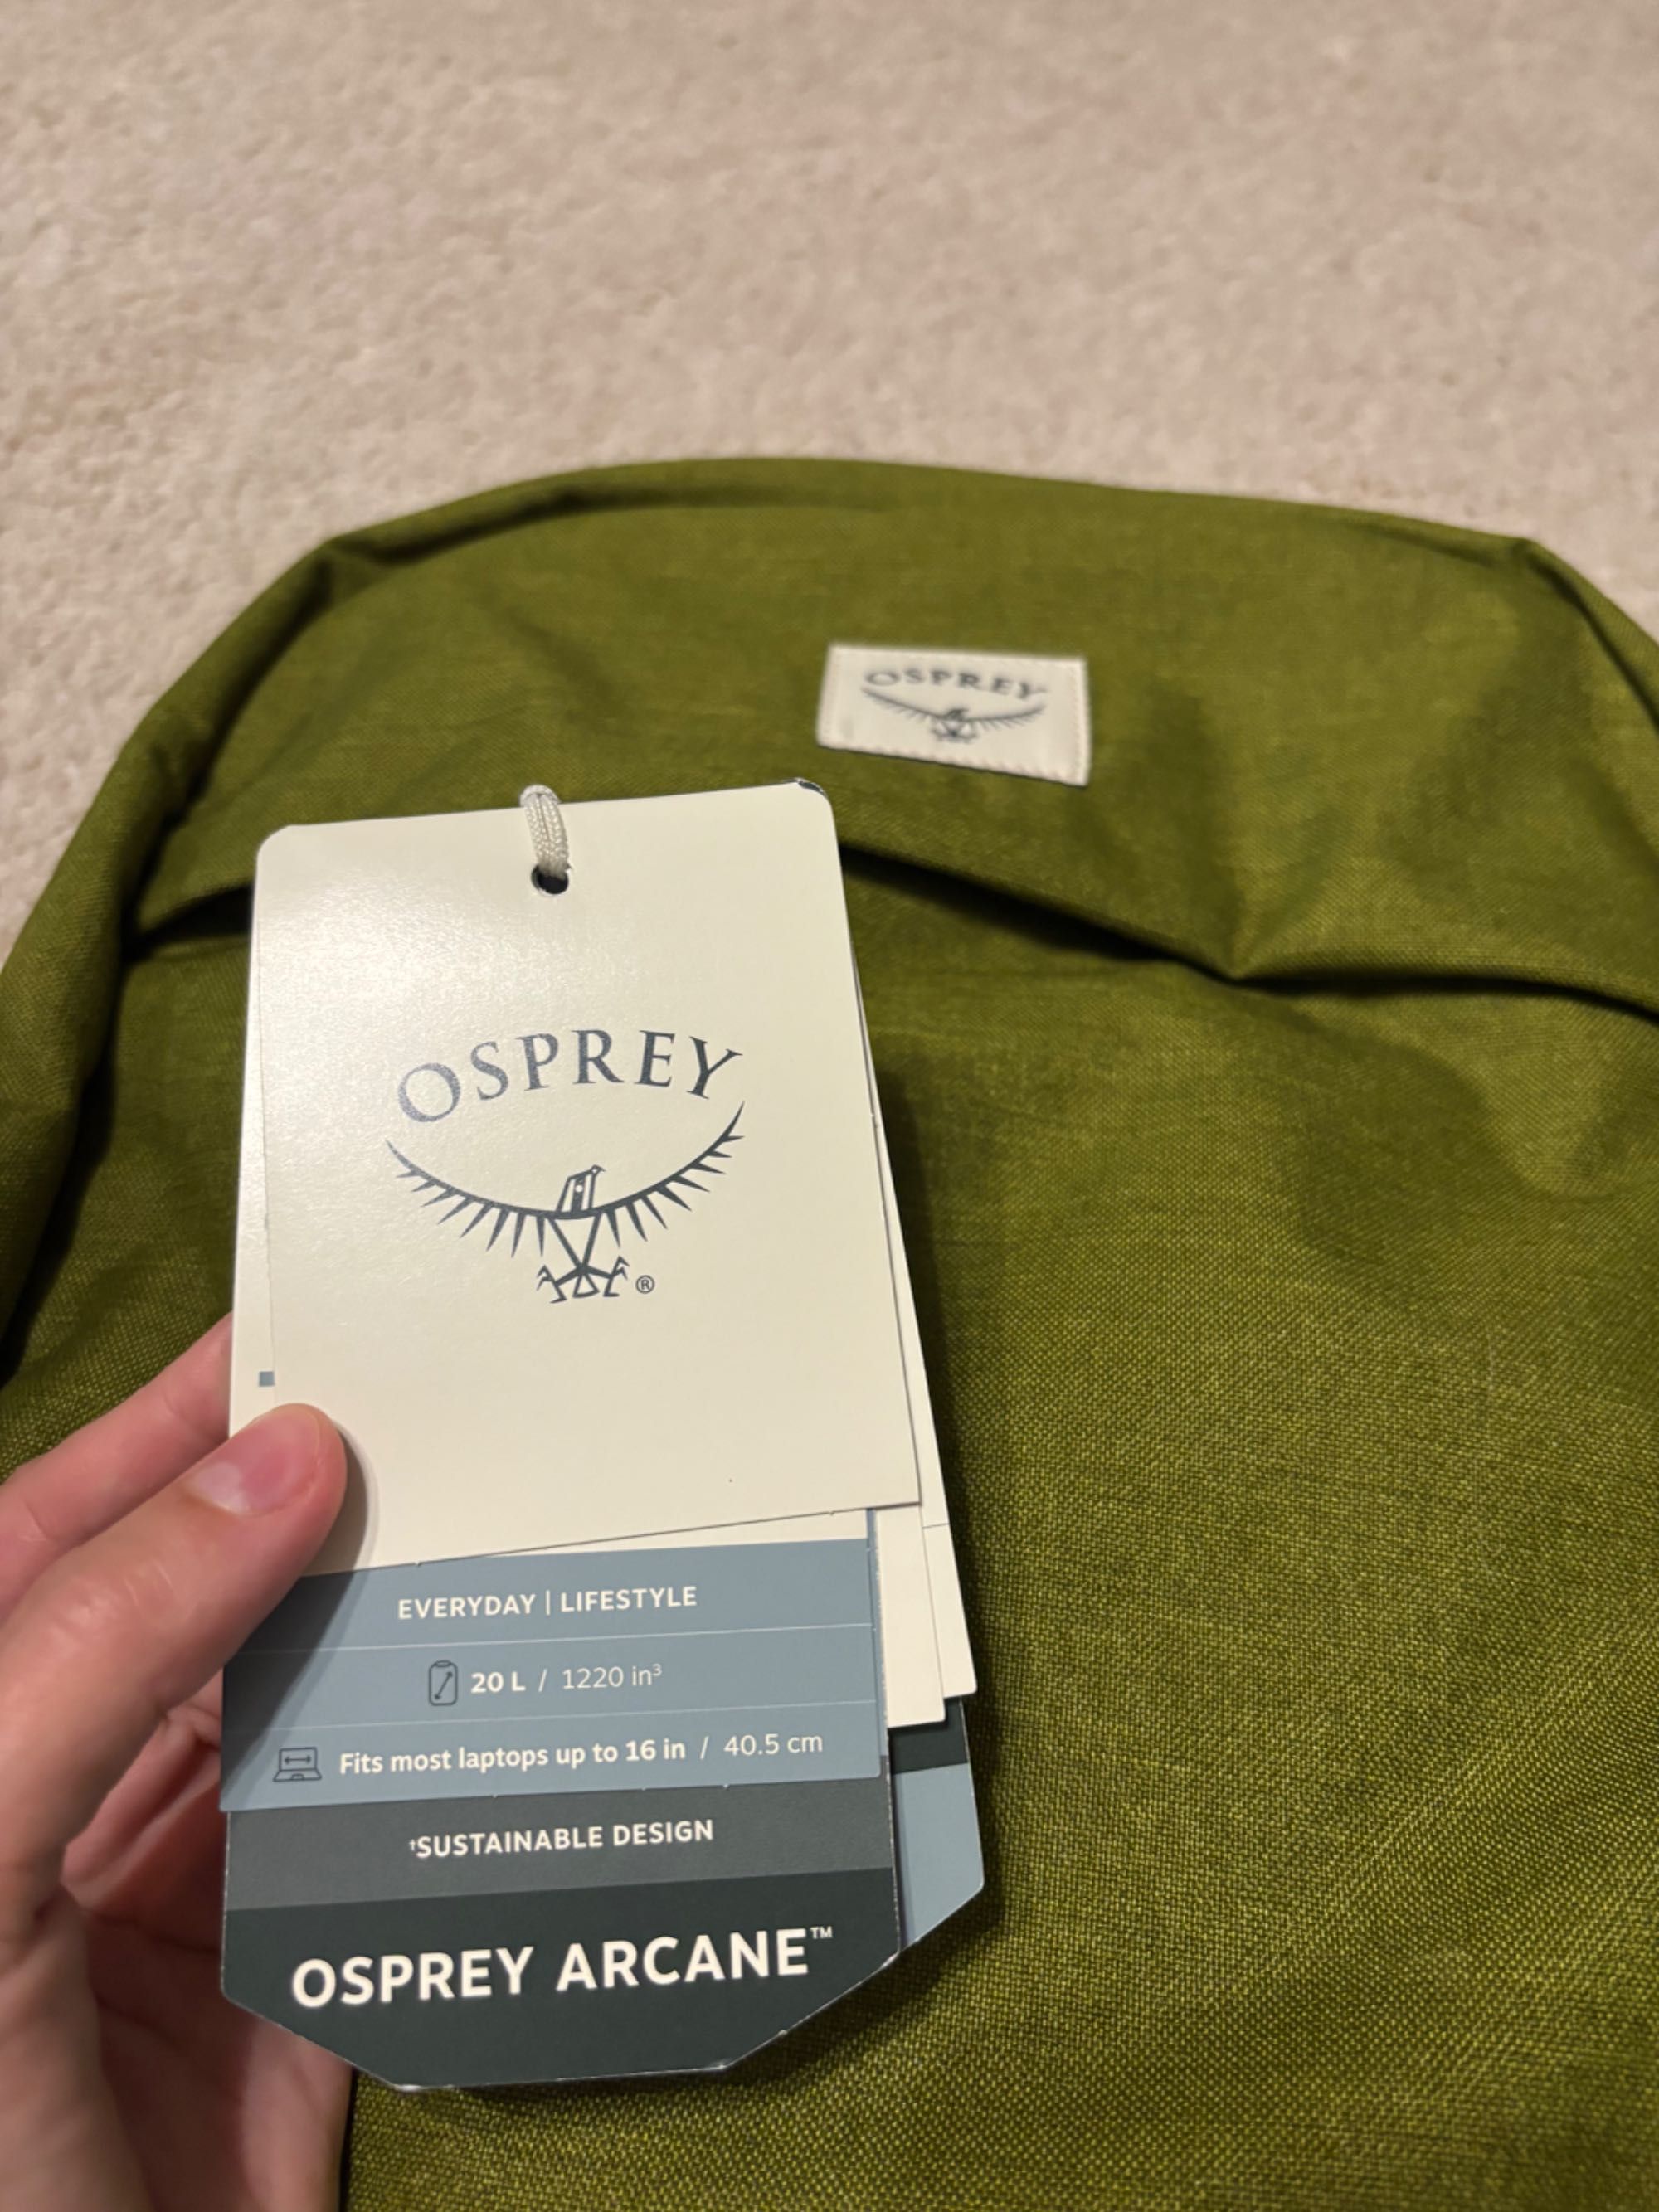 OSPREY
OSPREY
®
EVERYDAY | LIFESTYLE
20 L / 1220 in³
Fits most laptops up to 16 in / 40.5 cm
†SUSTAINABLE DESIGN
OSPREY ARCANE™